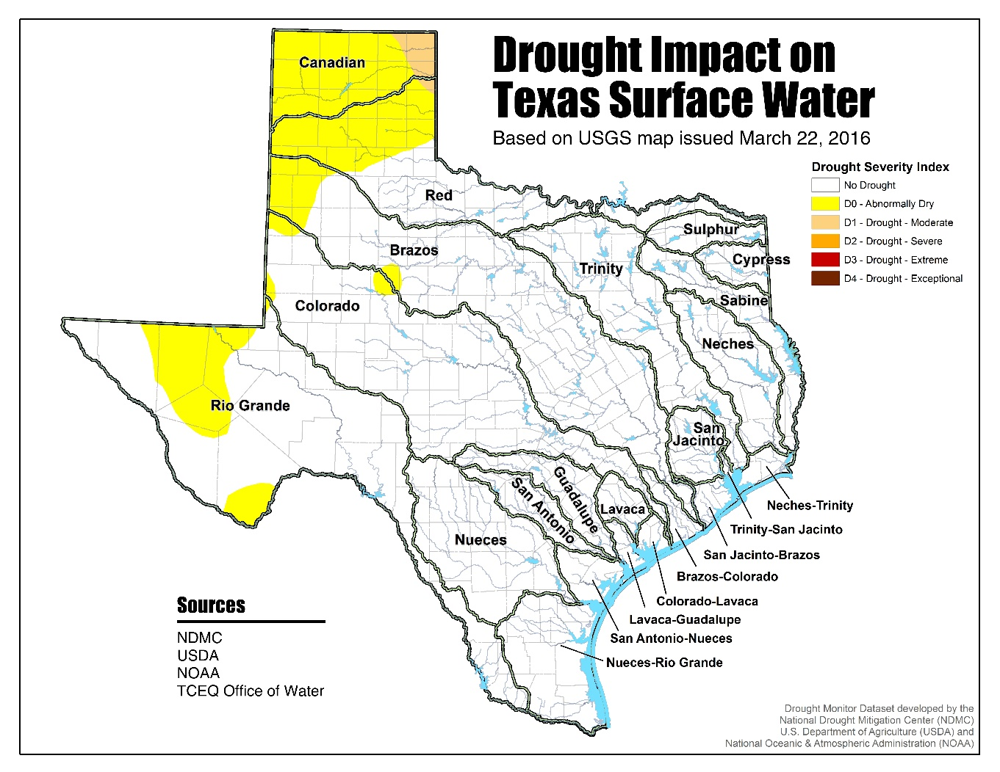 Drought Impact on
Texas Surface Water
Based on USGS map issued March 22, 2016
Drought Severity Index
No Drought
D0 - Abnormally Dry
D1 - Drought - Moderate
D2 - Drought - Severe
D3 - Drought - Extreme
D4 - Drought - Exceptional
Canadian
Red
Sulphur
Brazos
Cypress
Trinity
Colorado
Sabine
Neches
Rio Grande
San
Jacinto
Guadalupe
San Antonio
Lavaca
Nueces
Neches-Trinity
Trinity-San Jacinto
San Jacinto-Brazos
Brazos-Colorado
Colorado-Lavaca
Lavaca-Guadalupe
San Antonio-Nueces
Nueces-Rio Grande
Sources
NDMC
USDA
NOAA
TCEQ Office of Water
Drought Monitor Dataset developed by the
National Drought Mitigation Center (NDMC)
U.S. Department of Agriculture (USDA) and
National Oceanic & Atmospheric Administration (NOAA)